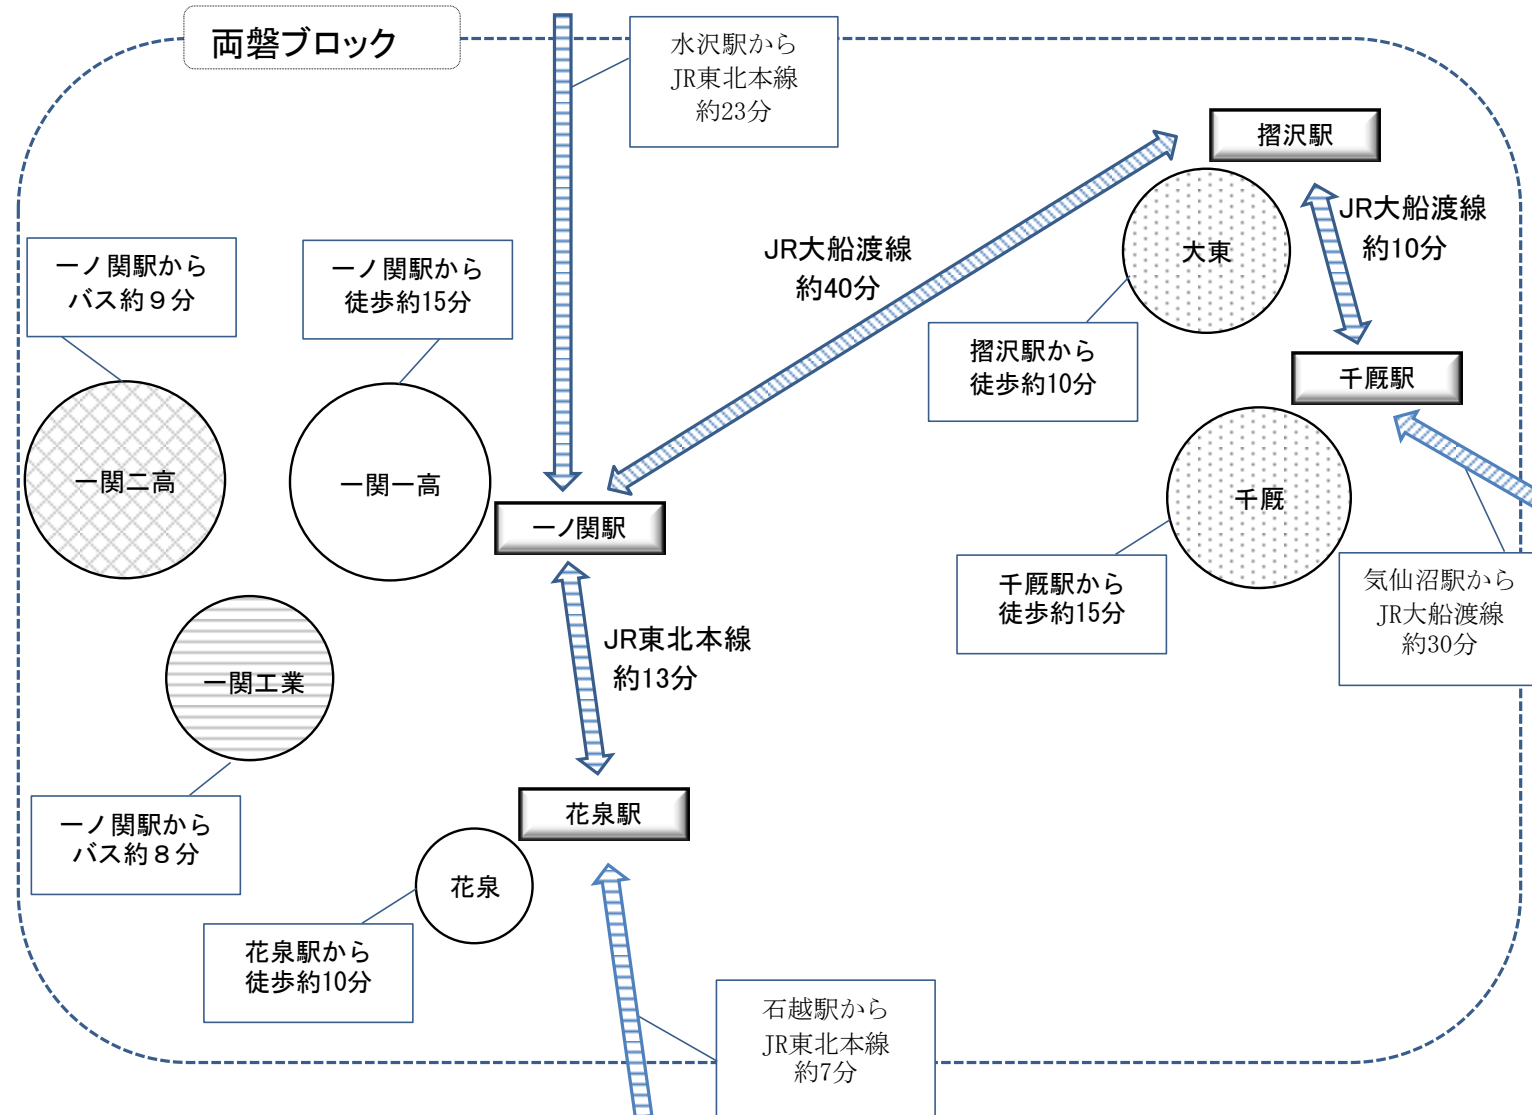 両磐ブロック
水沢駅から
JR東北本線
約23分
摺沢駅
JR大船渡線
約10分
大東
JR大船渡線
約40分
一ノ関駅から
バス約９分
一ノ関駅から
徒歩約15分
摺沢駅から
徒歩約10分
千厩駅
一関二高
一関一高
千厩
一ノ関駅
千厩駅から
徒歩約15分
気仙沼駅から
JR大船渡線
約30分
JR東北本線
約13分
一関工業
一ノ関駅から
バス約８分
花泉駅
花泉
花泉駅から
徒歩約10分
石越駅から
JR東北本線
約7分